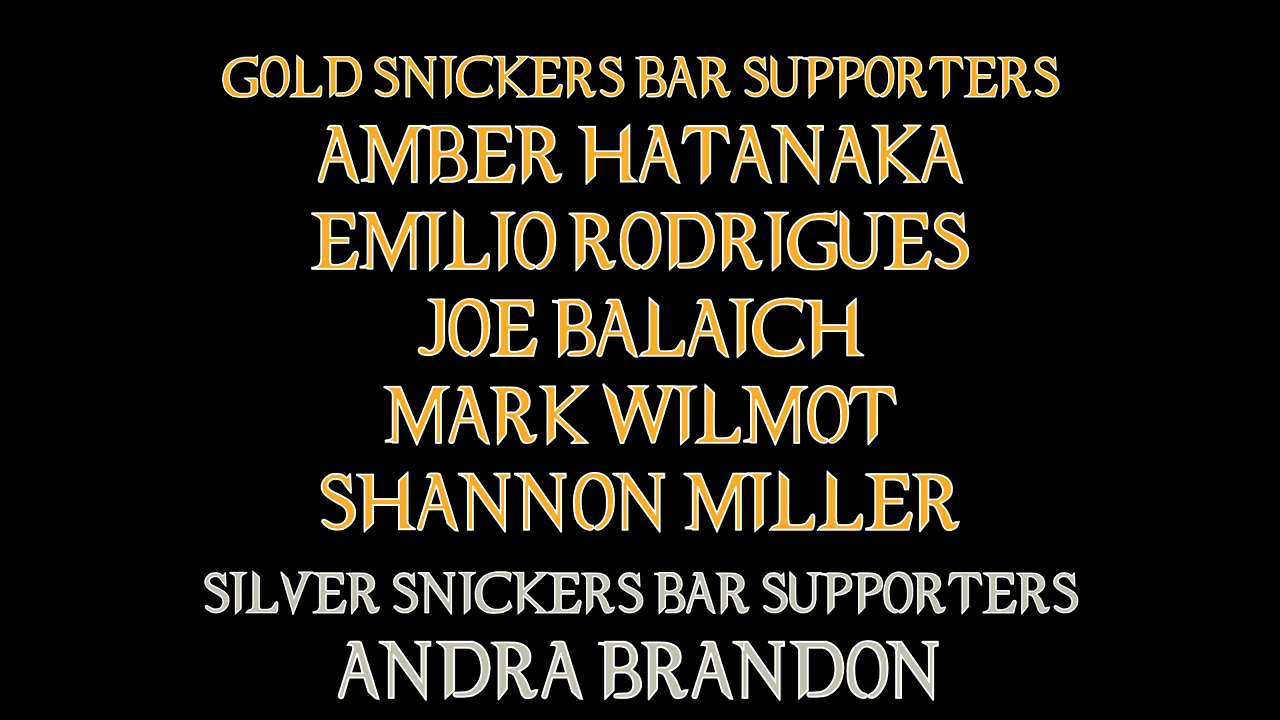 GOLD SNICKERS BAR SUPPORTERS
AMBER HATANAKA
EMILIO RODRIGUES
JOE BALAICH
MARK WILMOT
SHANNON MILLER
SILVER SNICKERS BAR SUPPORTERS
ANDRA BRANDON